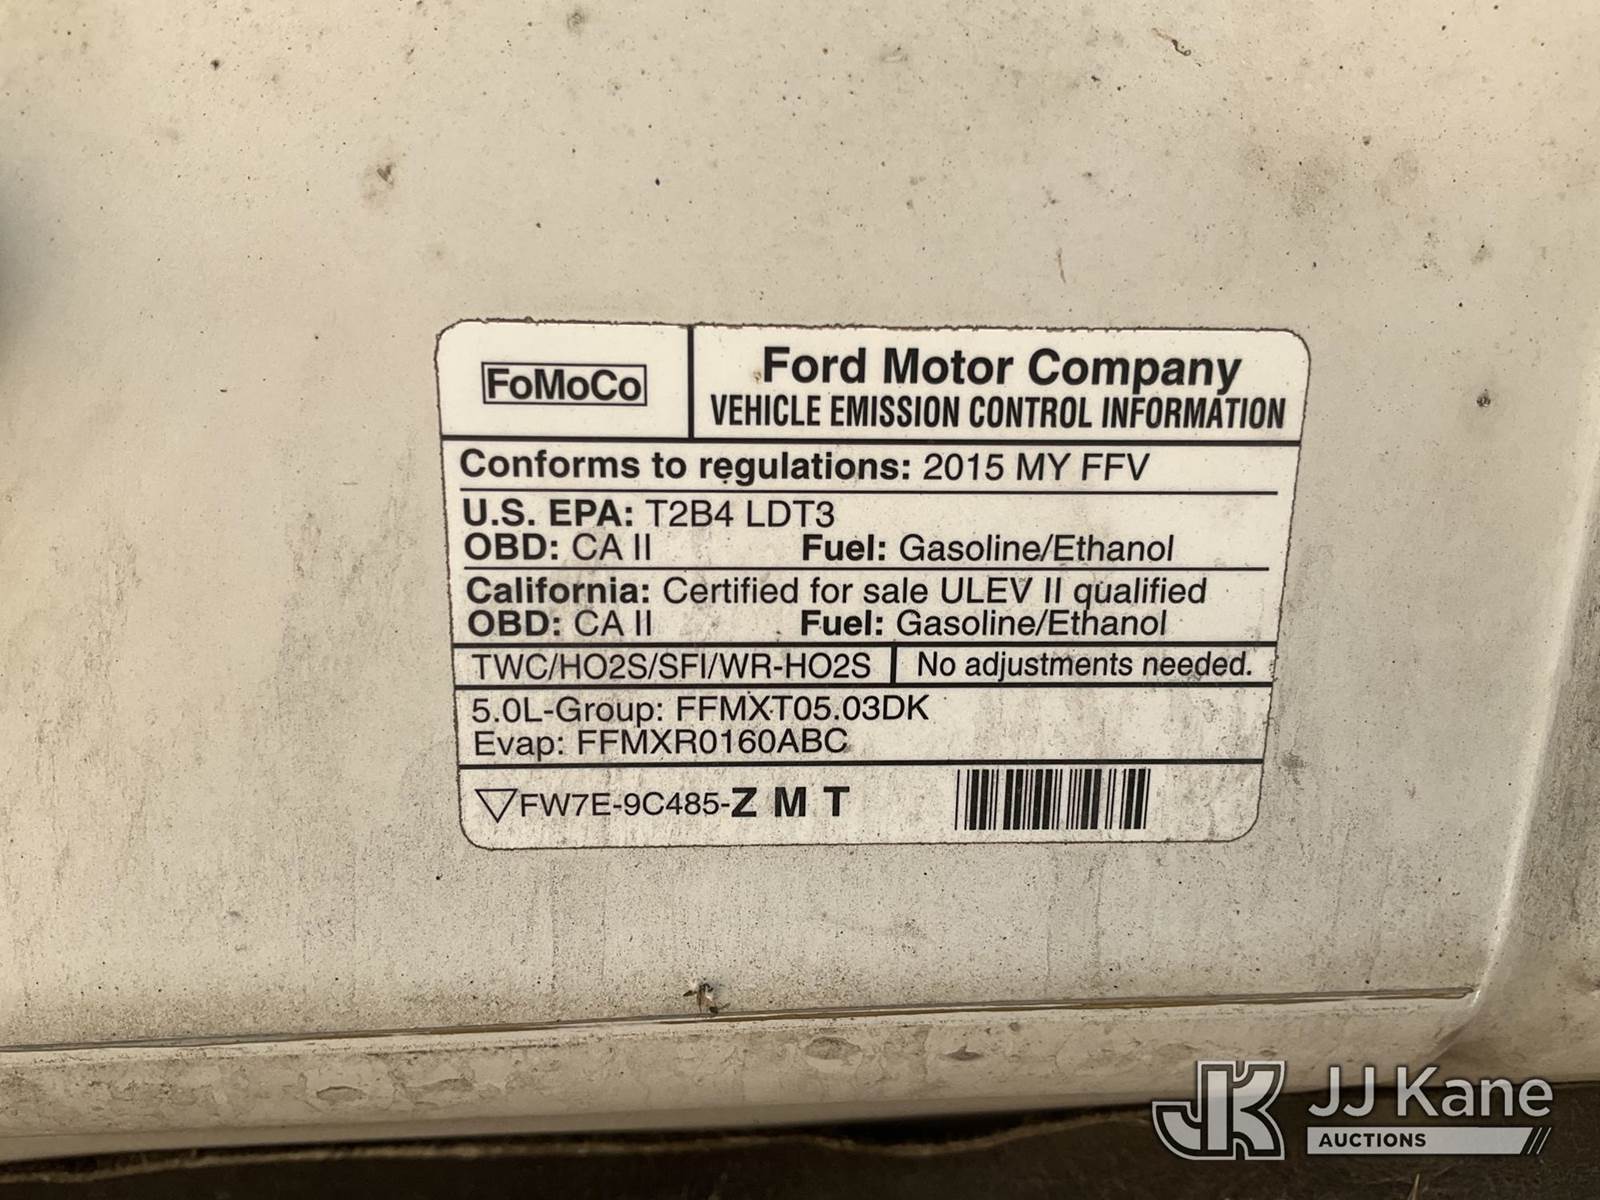 FoMoCo
Ford Motor Company
VEHICLE EMISSION CONTROL INFORMATION
Conforms to regulations: 2015 MY FFV
U.S. EPA: T2B4 LDT3
OBD: CA II Fuel: Gasoline/Ethanol
California: Certified for sale ULEV II qualified
OBD: CA II Fuel: Gasoline/Ethanol
TWC/HO2S/SFI/WR-HO2S No adjustments needed.
5.0L-Group: FFMXT05.03DK
Evap: FFMXR0160ABC
FW7E-9C485-Z M T
JK JJ Kane
AUCTIONS